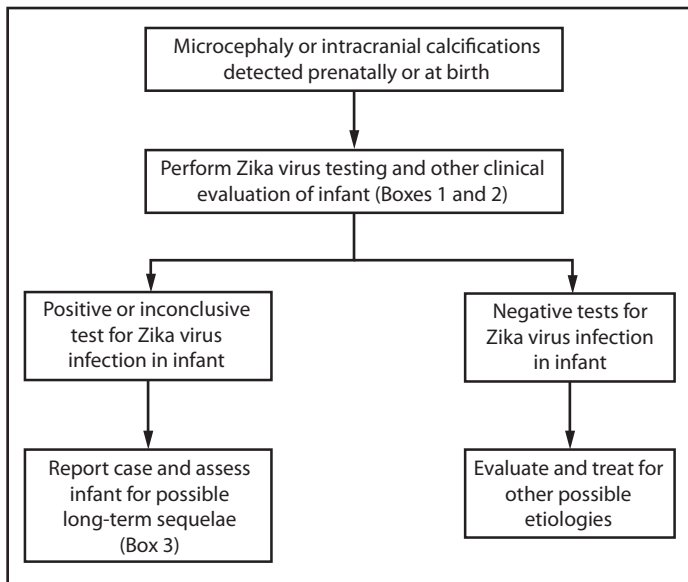 Microcephaly or intracranial calcifications
detected prenatally or at birth
Perform Zika virus testing and other clinical
evaluation of infant (Boxes 1 and 2)
Positive or inconclusive
test for Zika virus
infection in infant
Negative tests for
Zika virus infection
in infant
Report case and assess
infant for possible
long-term sequelae
(Box 3)
Evaluate and treat for
other possible
etiologies